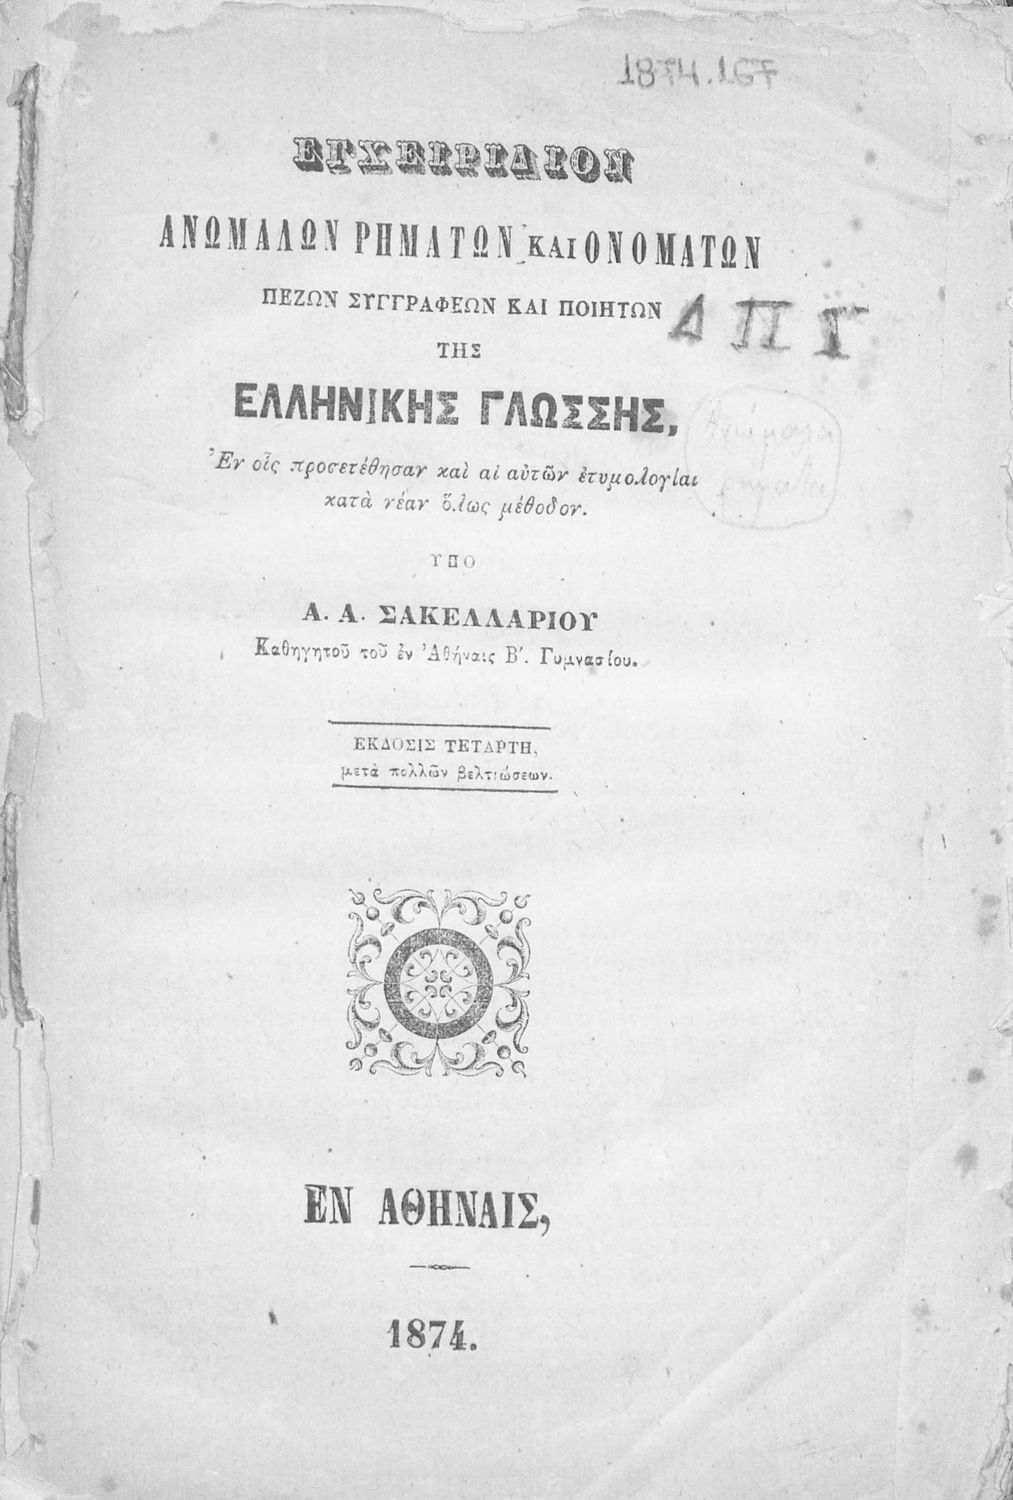 1874.167
ΕΓΧΕΙΡΙΔΙΟΝ
ΑΝΩΜΑΛΩΝ ΡΗΜΑΤΩΝ ΚΑΙ ΟΝΟΜΑΤΩΝ
ΠΕΖΩΝ ΣΥΓΓΡΑΦΕΩΝ ΚΑΙ ΠΟΙΗΤΩΝ
Δ Π Γ
ΤΗΣ
ΕΛΛΗΝΙΚΗΣ ΓΛΩΣΣΗΣ,
Ἐν οἷς προσετέθησαν καὶ αἱ αὐτῶν ἐτυμολογίαι
κατὰ νέαν ὅλως μέθοδον.
Ἀνώμαλα
ρήματα
ΥΠΟ
Α. Α. ΣΑΚΕΛΛΑΡΙΟΥ
Καθηγητοῦ τοῦ ἐν Ἀθήναις Β΄. Γυμνασίου.
ΕΚΔΟΣΙΣ ΤΕΤΑΡΤΗ,
μετὰ πολλῶν βελτιώσεων.
ΕΝ ΑΘΗΝΑΙΣ,
1874.